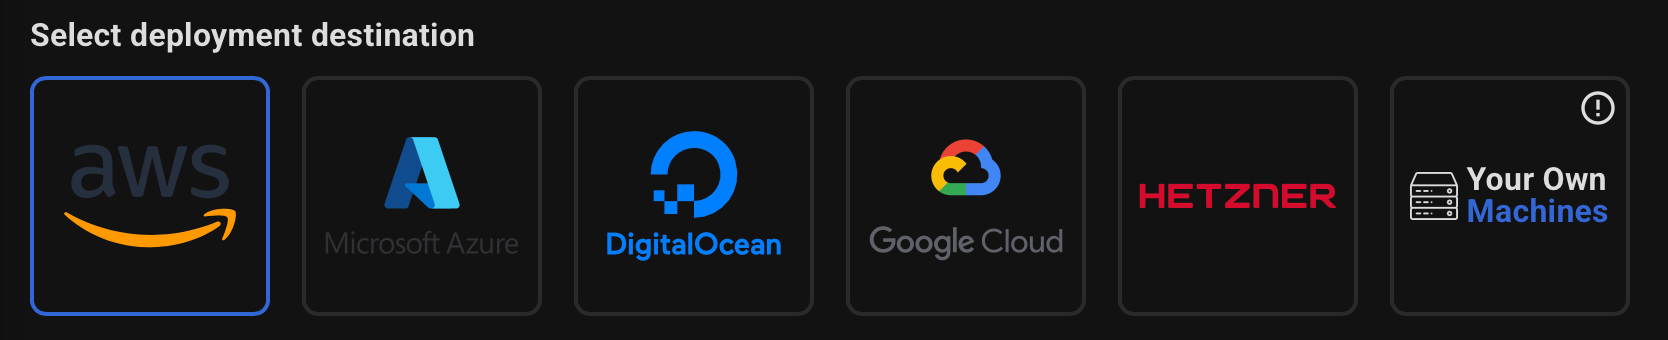 Select deployment destination
aws
Microsoft Azure
DigitalOcean
Google Cloud
HETZNER
Your Own
Machines